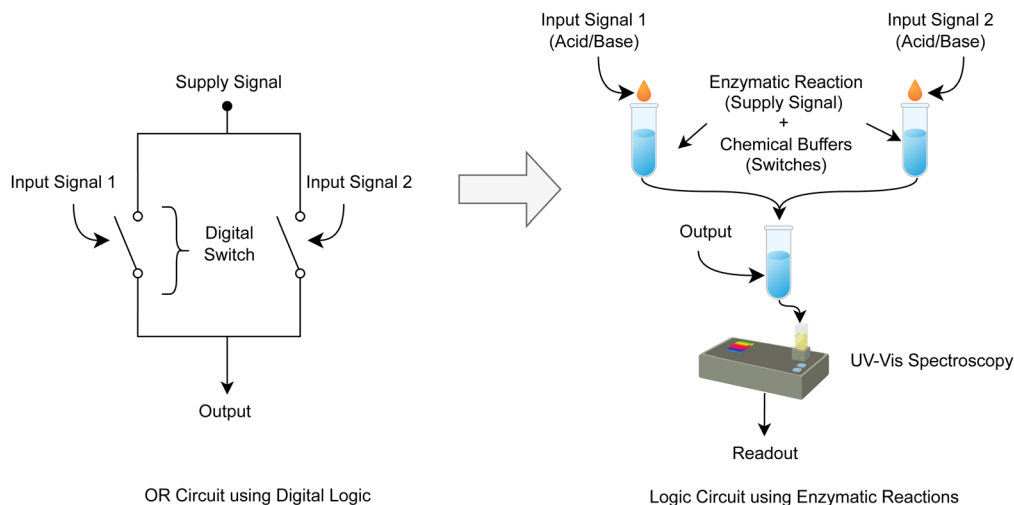 Supply Signal
Input Signal 1
Input Signal 2
Digital
Switch
Output
OR Circuit using Digital Logic
Input Signal 1
(Acid/Base)
Input Signal 2
(Acid/Base)
Enzymatic Reaction
(Supply Signal)
+
Chemical Buffers
(Switches)
Output
UV-Vis Spectroscopy
Readout
Logic Circuit using Enzymatic Reactions